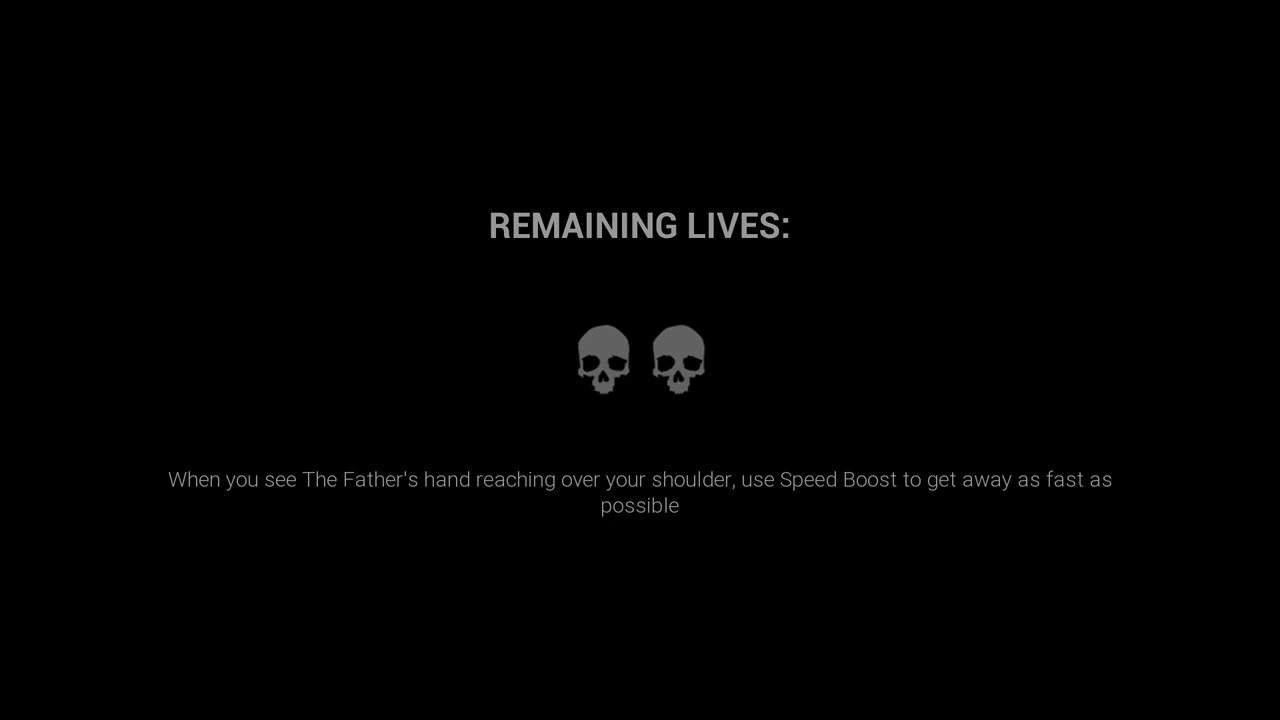 REMAINING LIVES:
When you see The Father's hand reaching over your shoulder, use Speed Boost to get away as fast as
possible